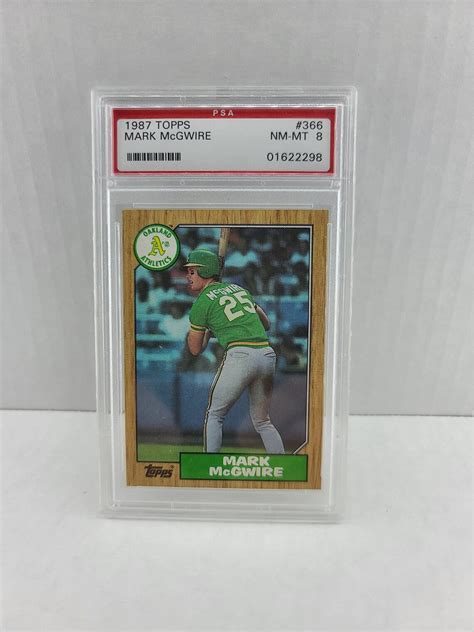 PSA
1987 TOPPS #366
MARK McGWIRE NM-MT 8
01622298
OAKLAND
A's
ATHLETICS
McGWIRE
25
MARK
McGWIRE
Topps